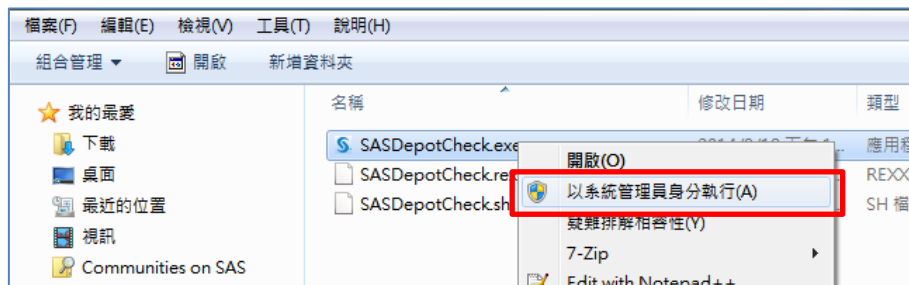 檔案(F) 編輯(E) 檢視(V) 工具(T) 說明(H)
組合管理 ▼ 開啟 新增資料夾
名稱 修改日期 類型
我的最愛
下載
桌面
最近的位置
視訊
Communities on SAS
SASDepotCheck.exe
SASDepotCheck.re
SASDepotCheck.sh
應用
REXX
SH 檔
開啟(O)
以系統管理員身分執行(A)
疑難排解相容性(Y)
7-Zip
Edit with Notepad++